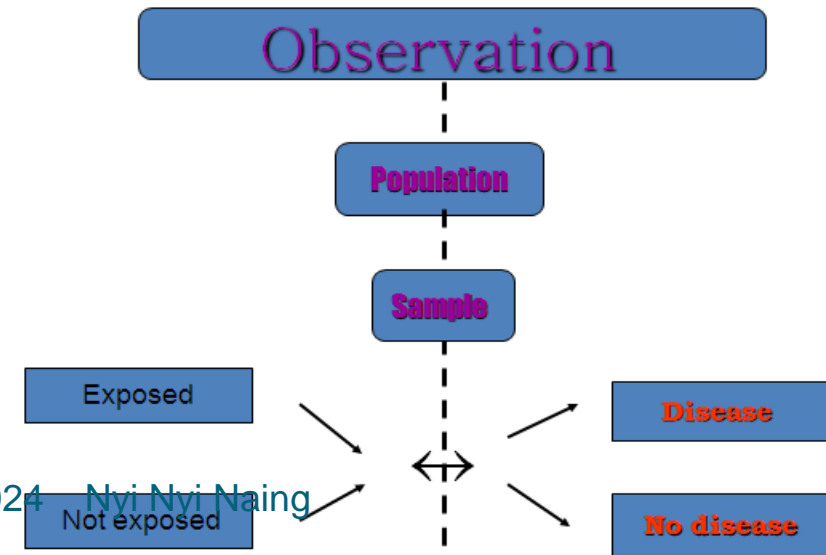 Observation
Population
Sample
Exposed
Disease
24 Nyi Nyi Naing
Not exposed
No disease